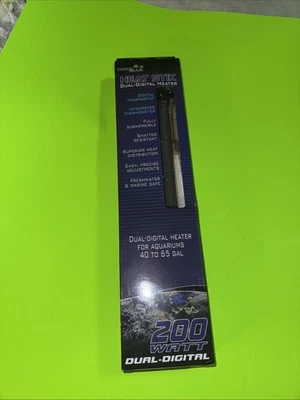 HEAT STIK
DUAL-DIGITAL HEATER
DIGITAL
THERMOSTAT
INTEGRATED
THERMOMETER
FULLY
SUBMERSIBLE
SHATTER
RESISTANT
SUPERIOR HEAT
DISTRIBUTION
EASY, PRECISE
ADJUSTMENTS
FRESHWATER
& MARINE SAFE
DUAL-DIGITAL HEATER
FOR AQUARIUMS
40 TO 65 GAL
200
WATT
DUAL-DIGITAL